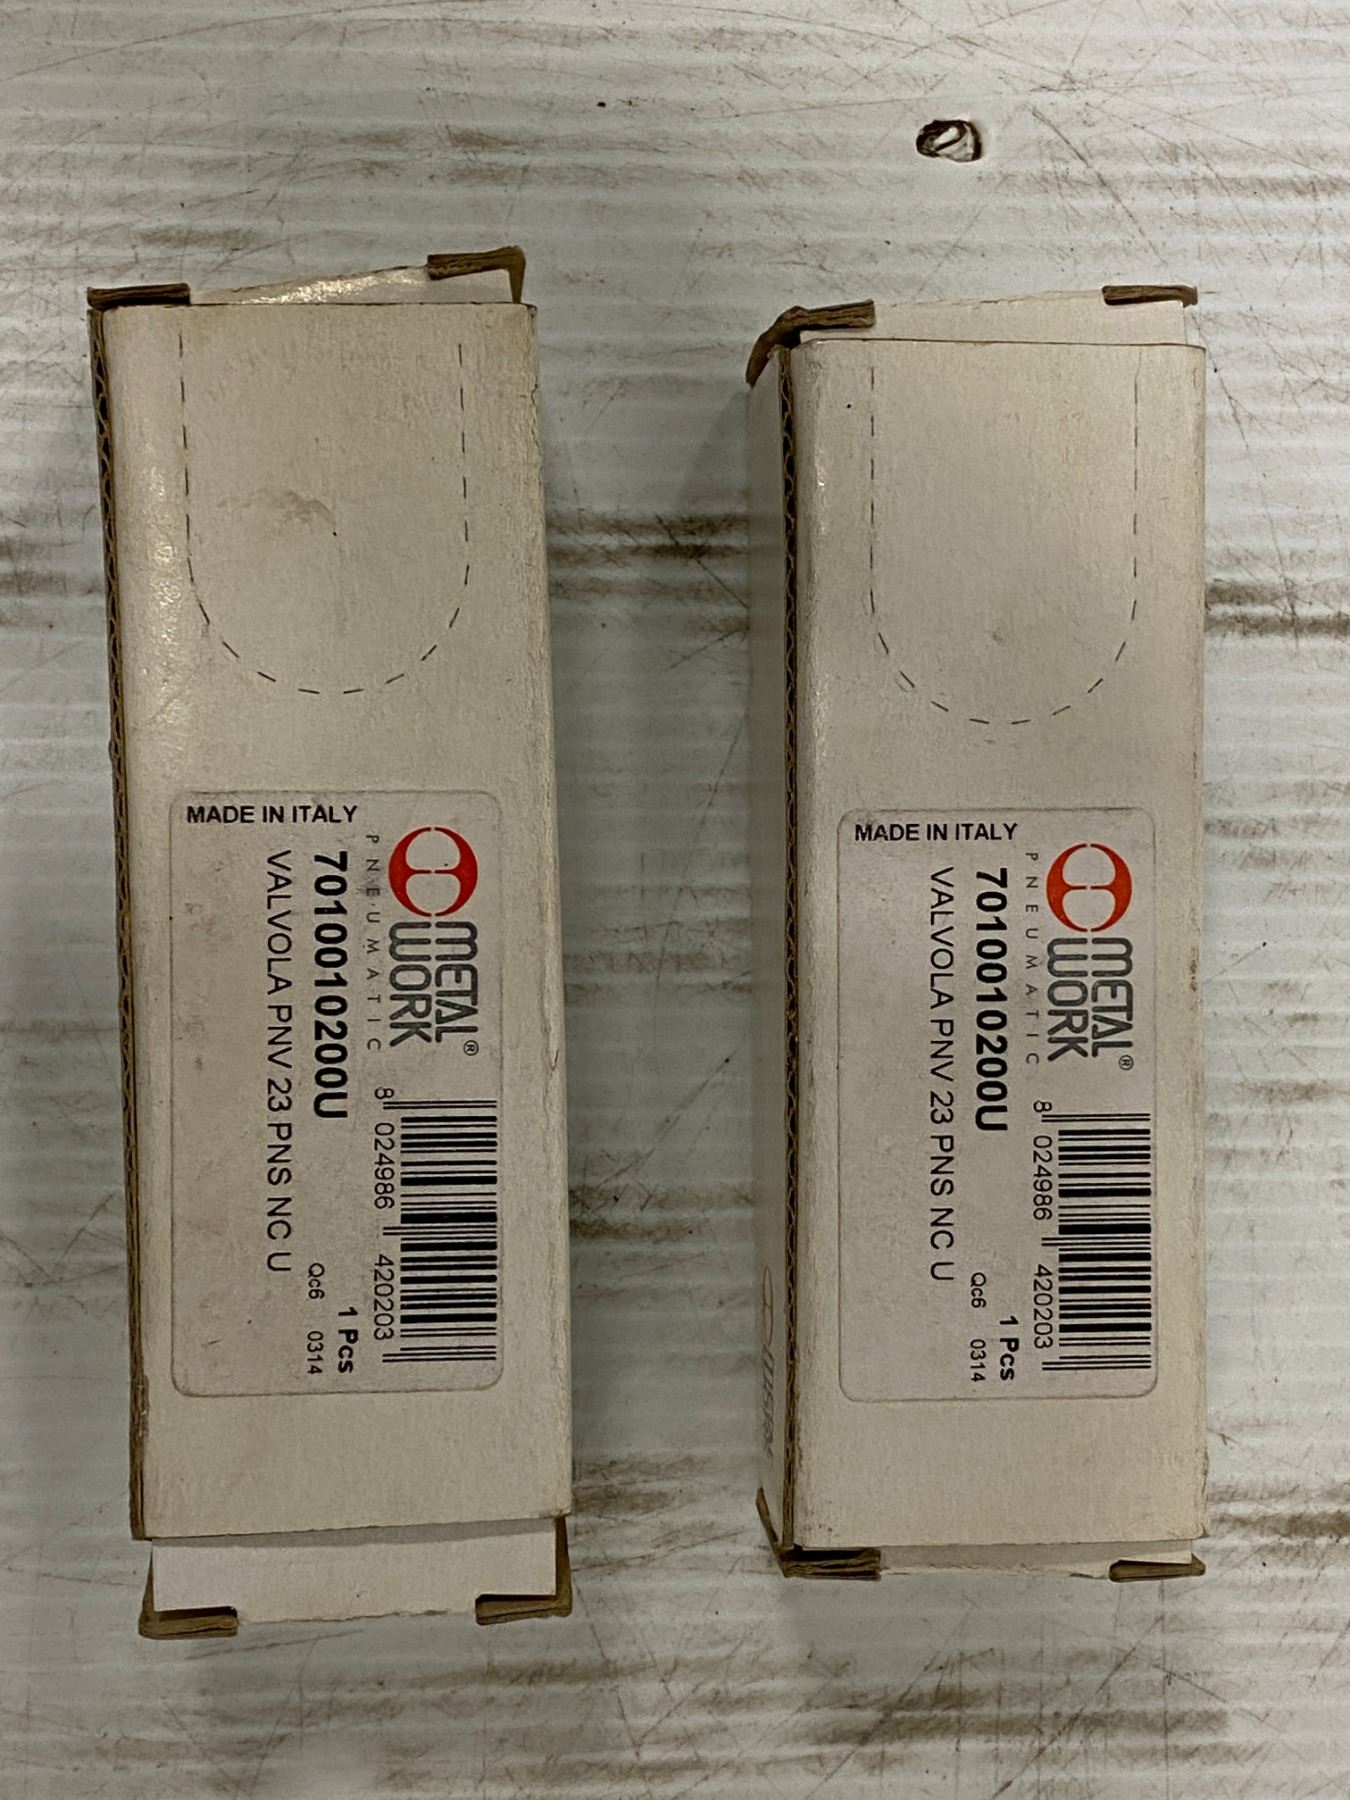 METAL®
WORK
PNEUMATIC
MADE IN ITALY
7010010200U
VALVOLA PNV 23 PNS NC U
8 024986 420203
1 Pcs
Qc6 0314
METAL®
WORK
PNEUMATIC
MADE IN ITALY
7010010200U
VALVOLA PNV 23 PNS NC U
8 024986 420203
1 Pcs
Qc6 0314